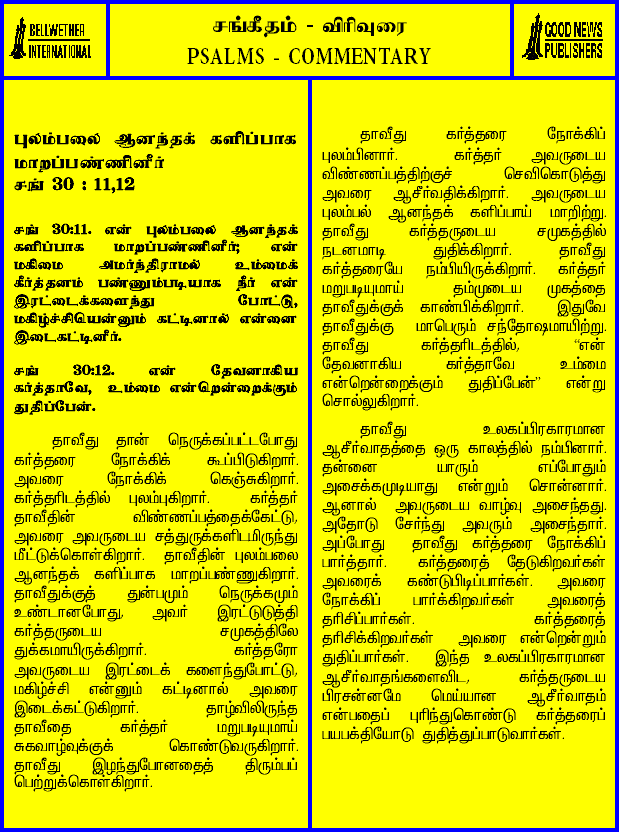 BELLWETHER
INTERNATIONAL
சங்கீதம் - விரிவுரை
PSALMS - COMMENTARY
GOOD NEWS
PUBLISHERS
புலம்பலை ஆனந்தக் களிப்பாக
மாறப்பண்ணினீர்
சங் 30 : 11,12
சங் 30:11. என் புலம்பலை ஆனந்தக்
களிப்பாக மாறப்பண்ணினீர்; என்
மகிமை அமர்ந்திராமல் உம்மைக்
கீர்த்தனம் பண்ணும்படியாக நீர் என்
இரட்டைக்களைந்து போட்டு,
மகிழ்ச்சியென்னும் கட்டினால் என்னை
இடைகட்டினீர்.
சங் 30:12. என் தேவனாகிய
கர்த்தாவே, உம்மை என்றென்றைக்கும்
துதிப்பேன்.
தாவீது தான் நெருக்கப்பட்டபோது
கர்த்தரை நோக்கிக் கூப்பிடுகிறார்.
அவரை நோக்கிக் கெஞ்சுகிறார்.
கர்த்தரிடத்தில் புலம்புகிறார். கர்த்தர்
தாவீதின் விண்ணப்பத்தைக்கேட்டு,
அவரை அவருடைய சத்துருக்களிடமிருந்து
மீட்டுக்கொள்கிறார். தாவீதின் புலம்பலை
ஆனந்தக் களிப்பாக மாறப்பண்ணுகிறார்.
தாவீதுக்குத் துன்பமும் நெருக்கமும்
உண்டானபோது, அவர் இரட்டுடுத்தி
கர்த்தருடைய சமுகத்திலே
துக்கமாயிருக்கிறார். கர்த்தரோ
அவருடைய இரட்டைக் களைந்துபோட்டு,
மகிழ்ச்சி என்னும் கட்டினால் அவரை
இடைக்கட்டுகிறார். தாழ்விலிருந்த
தாவீதை கர்த்தர் மறுபடியுமாய்
சுகவாழ்வுக்குக் கொண்டுவருகிறார்.
தாவீது இழந்துபோனதைத் திரும்பப்
பெற்றுக்கொள்கிறார்.
தாவீது கர்த்தரை நோக்கிப்
புலம்பினார். கர்த்தர் அவருடைய
விண்ணப்பத்திற்குச் செவிகொடுத்து
அவரை ஆசீர்வதிக்கிறார். அவருடைய
புலம்பல் ஆனந்தக் களிப்பாய் மாறிற்று.
தாவீது கர்த்தருடைய சமுகத்தில்
நடனமாடி துதிக்கிறார். தாவீது
கர்த்தரையே நம்பியிருக்கிறார். கர்த்தர்
மறுபடியுமாய் தம்முடைய முகத்தை
தாவீதுக்குக் காண்பிக்கிறார். இதுவே
தாவீதுக்கு மாபெரும் சந்தோஷமாயிற்று.
தாவீது கர்த்தரிடத்தில், “என்
தேவனாகிய கர்த்தாவே உம்மை
என்றென்றைக்கும் துதிப்பேன்” என்று
சொல்லுகிறார்.
தாவீது உலகப்பிரகாரமான
ஆசீர்வாதத்தை ஒரு காலத்தில் நம்பினார்.
தன்னை யாரும் எப்போதும்
அசைக்கமுடியாது என்றும் சொன்னார்.
ஆனால் அவருடைய வாழ்வு அசைந்தது.
அதோடு சேர்ந்து அவரும் அசைந்தார்.
அப்போது தாவீது கர்த்தரை நோக்கிப்
பார்த்தார். கர்த்தரைத் தேடுகிறவர்கள்
அவரைக் கண்டுபிடிப்பார்கள். அவரை
நோக்கிப் பார்க்கிறவர்கள் அவரைத்
தரிசிப்பார்கள். கர்த்தரைத்
தரிசிக்கிறவர்கள் அவரை என்றென்றும்
துதிப்பார்கள். இந்த உலகப்பிரகாரமான
ஆசீர்வாதங்களைவிட, கர்த்தருடைய
பிரசன்னமே மெய்யான ஆசீர்வாதம்
என்பதைப் புரிந்துகொண்டு கர்த்தரைப்
பயபக்தியோடு துதித்துப்பாடுவார்கள்.